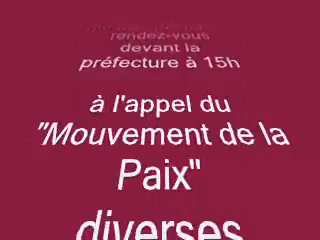 rendez-vous
devant la
préfecture à 15h
à l'appel du
"Mouvement de la
Paix"
diverses